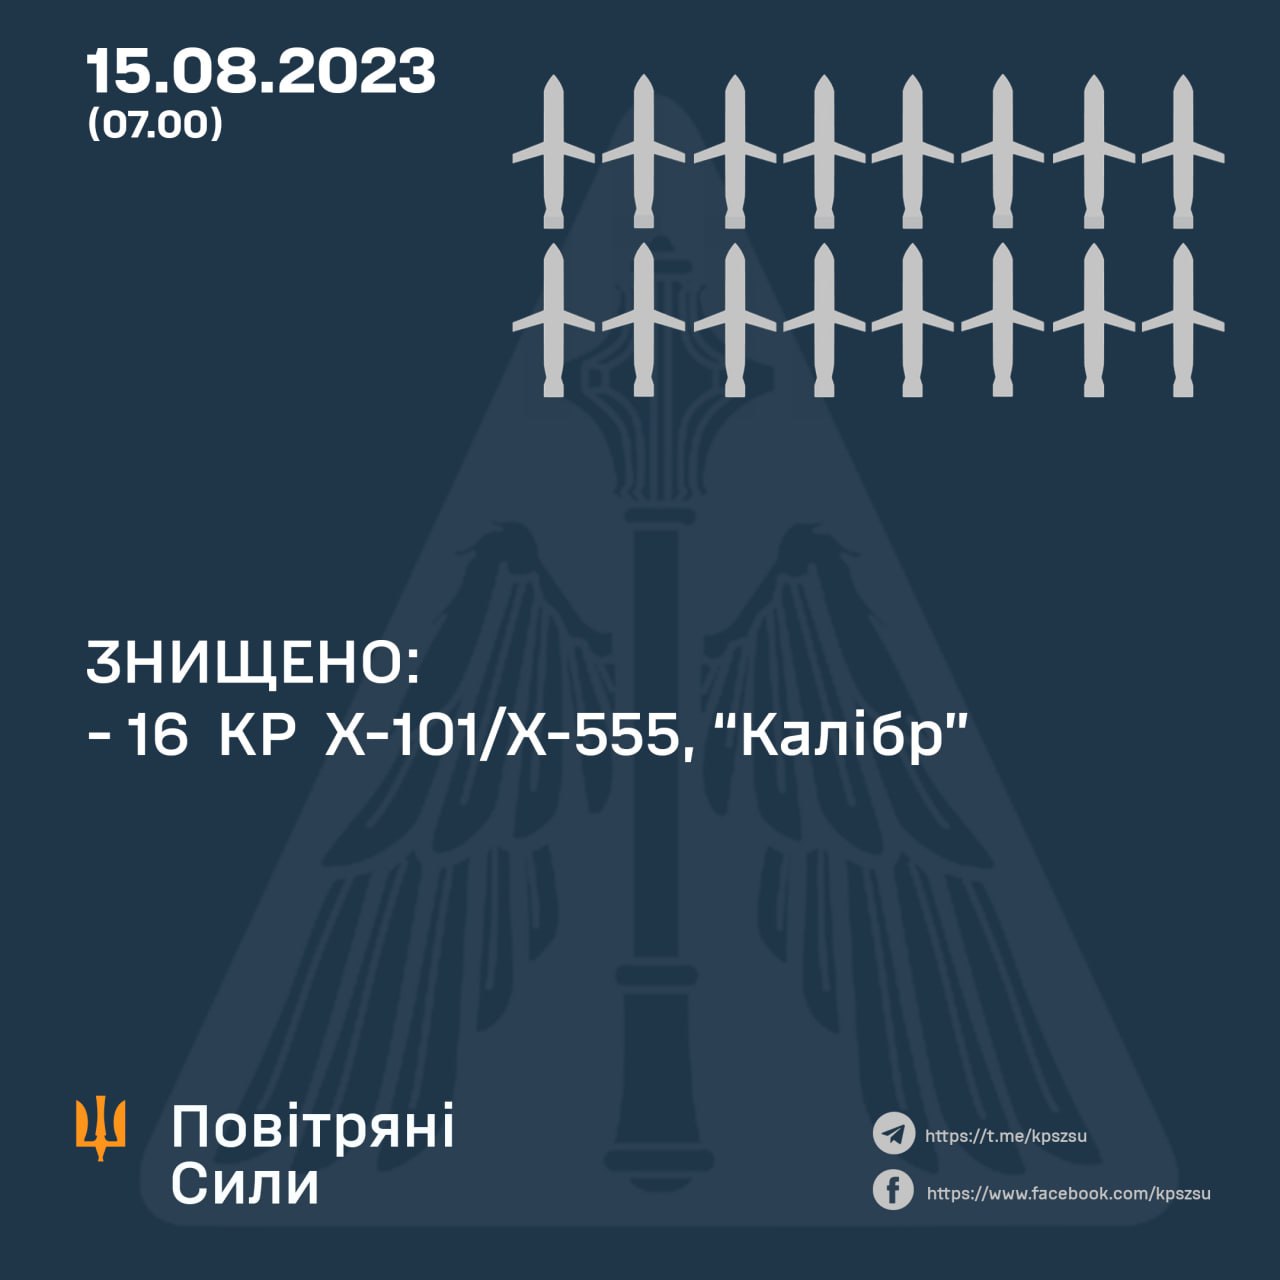 15.08.2023
(07.00)
ЗНИЩЕНО:
- 16 КР Х-101/Х-555, “Калібр”
Повітряні
Сили
https://t.me/kpszsu
https://www.facebook.com/kpszsu